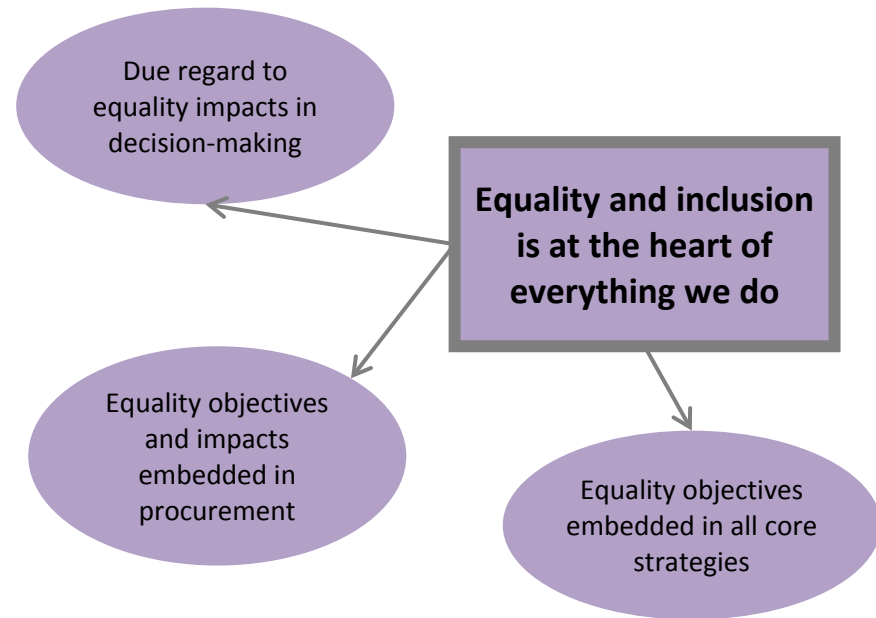 Due regard to
equality impacts in
decision-making
Equality and inclusion
is at the heart of
everything we do
Equality objectives
and impacts
embedded in
procurement
Equality objectives
embedded in all core
strategies